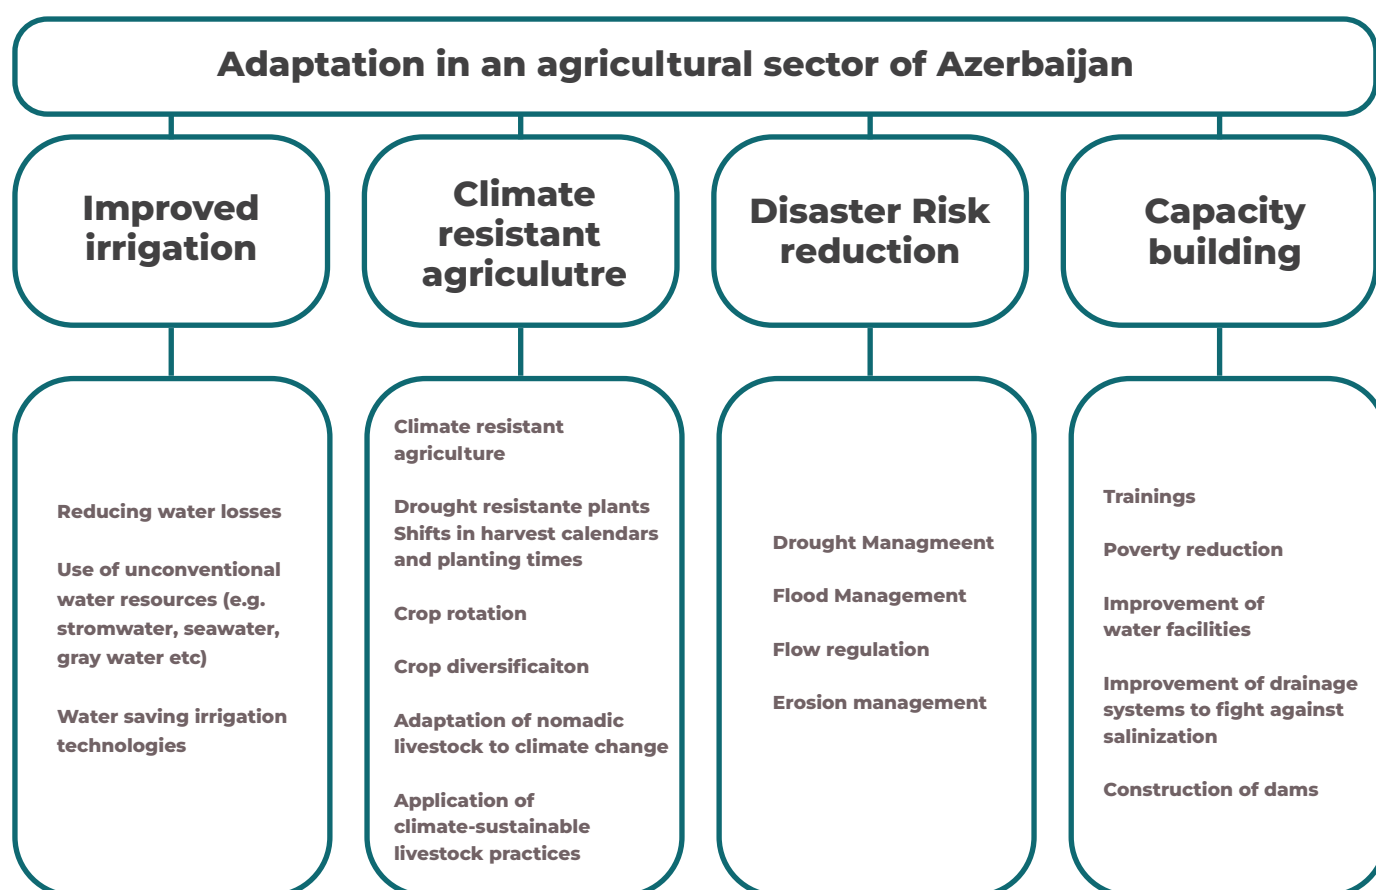 Adaptation in an agricultural sector of Azerbaijan
Improved
irrigation
Climate
resistant
agriculutre
Disaster Risk
reduction
Capacity
building
Reducing water losses
Use of unconventional
water resources (e.g.
stromwater, seawater,
gray water etc)
Water saving irrigation
technologies
Climate resistant
agriculture
Drought resistante plants
Shifts in harvest calendars
and planting times
Crop rotation
Crop diversificaiton
Adaptation of nomadic
livestock to climate change
Application of
climate-sustainable
livestock practices
Drought Managmeent
Flood Management
Flow regulation
Erosion management
Trainings
Poverty reduction
Improvement of
water facilities
Improvement of drainage
systems to fight against
salinization
Construction of dams